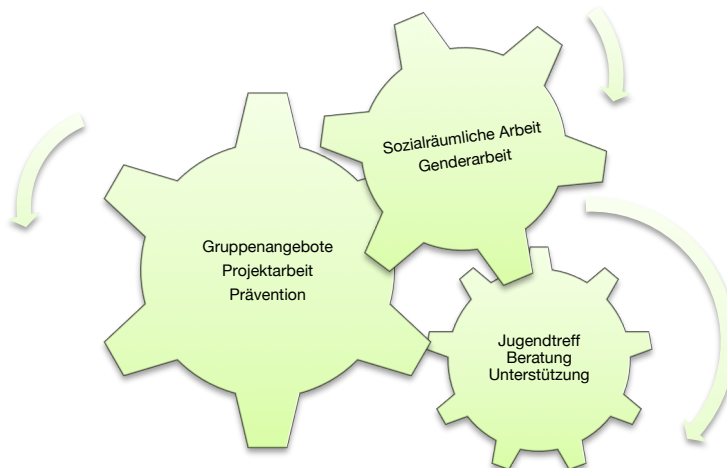 Sozialräumliche Arbeit
Genderarbeit
Gruppenangebote
Projektarbeit
Prävention
Jugendtreff
Beratung
Unterstützung